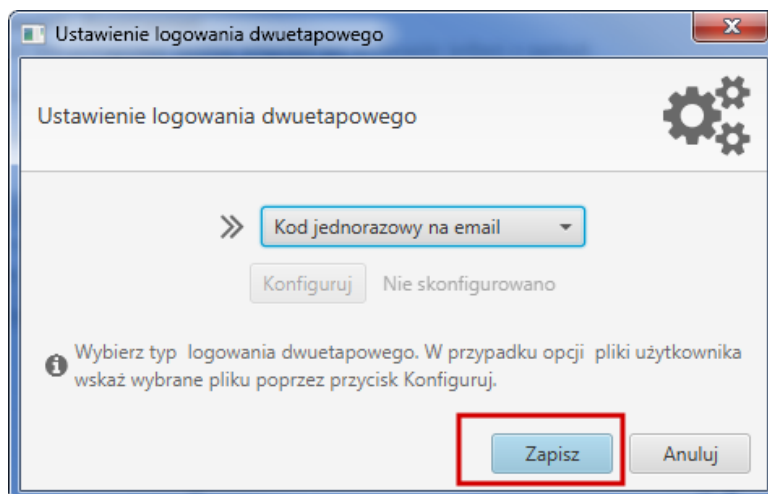 Ustawienie logowania dwuetapowego
Ustawienie logowania dwuetapowego
Kod jednorazowy na email
Konfiguruj Nie skonfigurowano
Wybierz typ logowania dwuetapowego. W przypadku opcji pliki użytkownika
wskaż wybrane pliku poprzez przycisk Konfiguruj.
Zapisz Anuluj